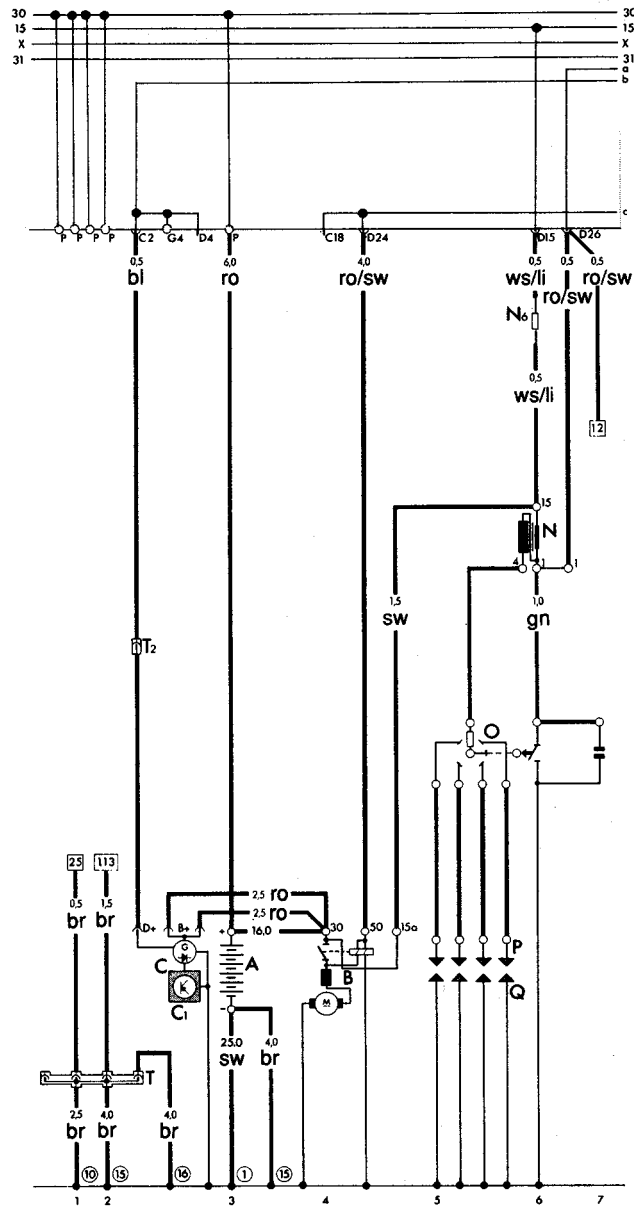 30 30
15 15
X X
31 31
a
b
c
P P P P C2 G4 D4 P C18 D24 D15 D26
0,5 6,0 4,0 0,5 0,5 0,5
bl ro ro/sw ws/li ro/sw ro/sw
N6
0,5
ws/li
12
15
N
4 1 1
1,5 1,0
sw gn
T2
O
25 113
0,5 1,5
br br
2,5 ro
2,5 ro
D+ B+ + 16,0 30 50 15a
P
G
C A B
C1 M Q
-
25,0 4,0
sw br
T
2,5 4,0 4,0
br br br
10 15 16 1 15
1 2 3 4 5 6 7